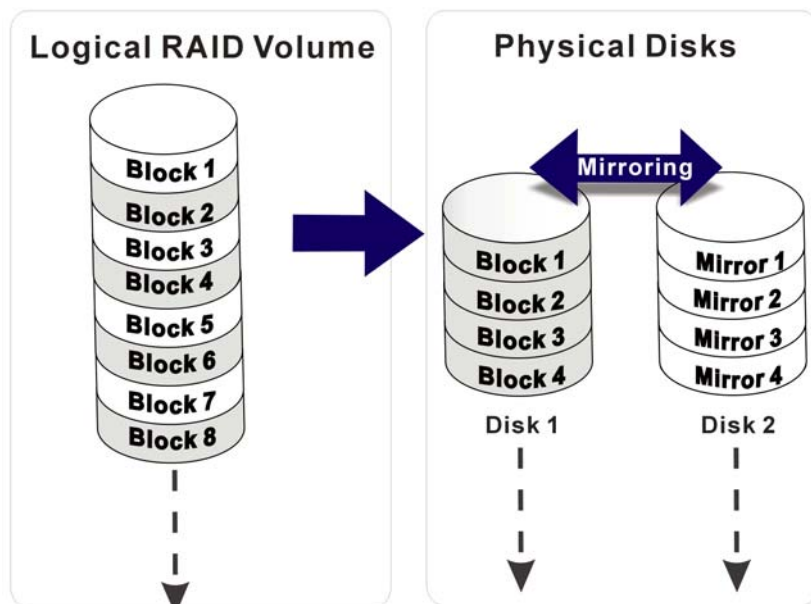 Logical RAID Volume
Block 1
Block 2
Block 3
Block 4
Block 5
Block 6
Block 7
Block 8
Physical Disks
Mirroring
Block 1
Block 2
Block 3
Block 4
Disk 1
Mirror 1
Mirror 2
Mirror 3
Mirror 4
Disk 2